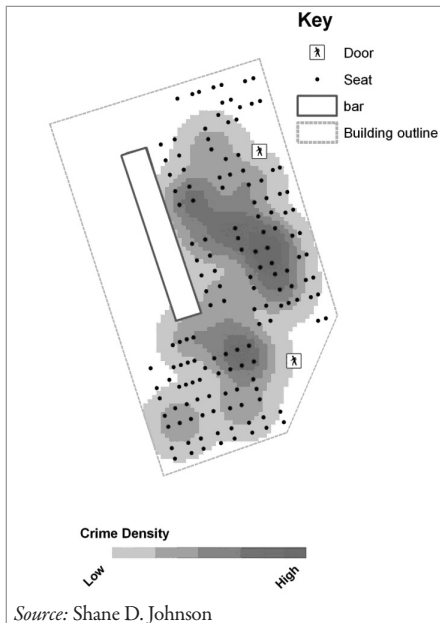 Key
Door
Seat
bar
Building outline
Crime Density
Low
High
Source: Shane D. Johnson